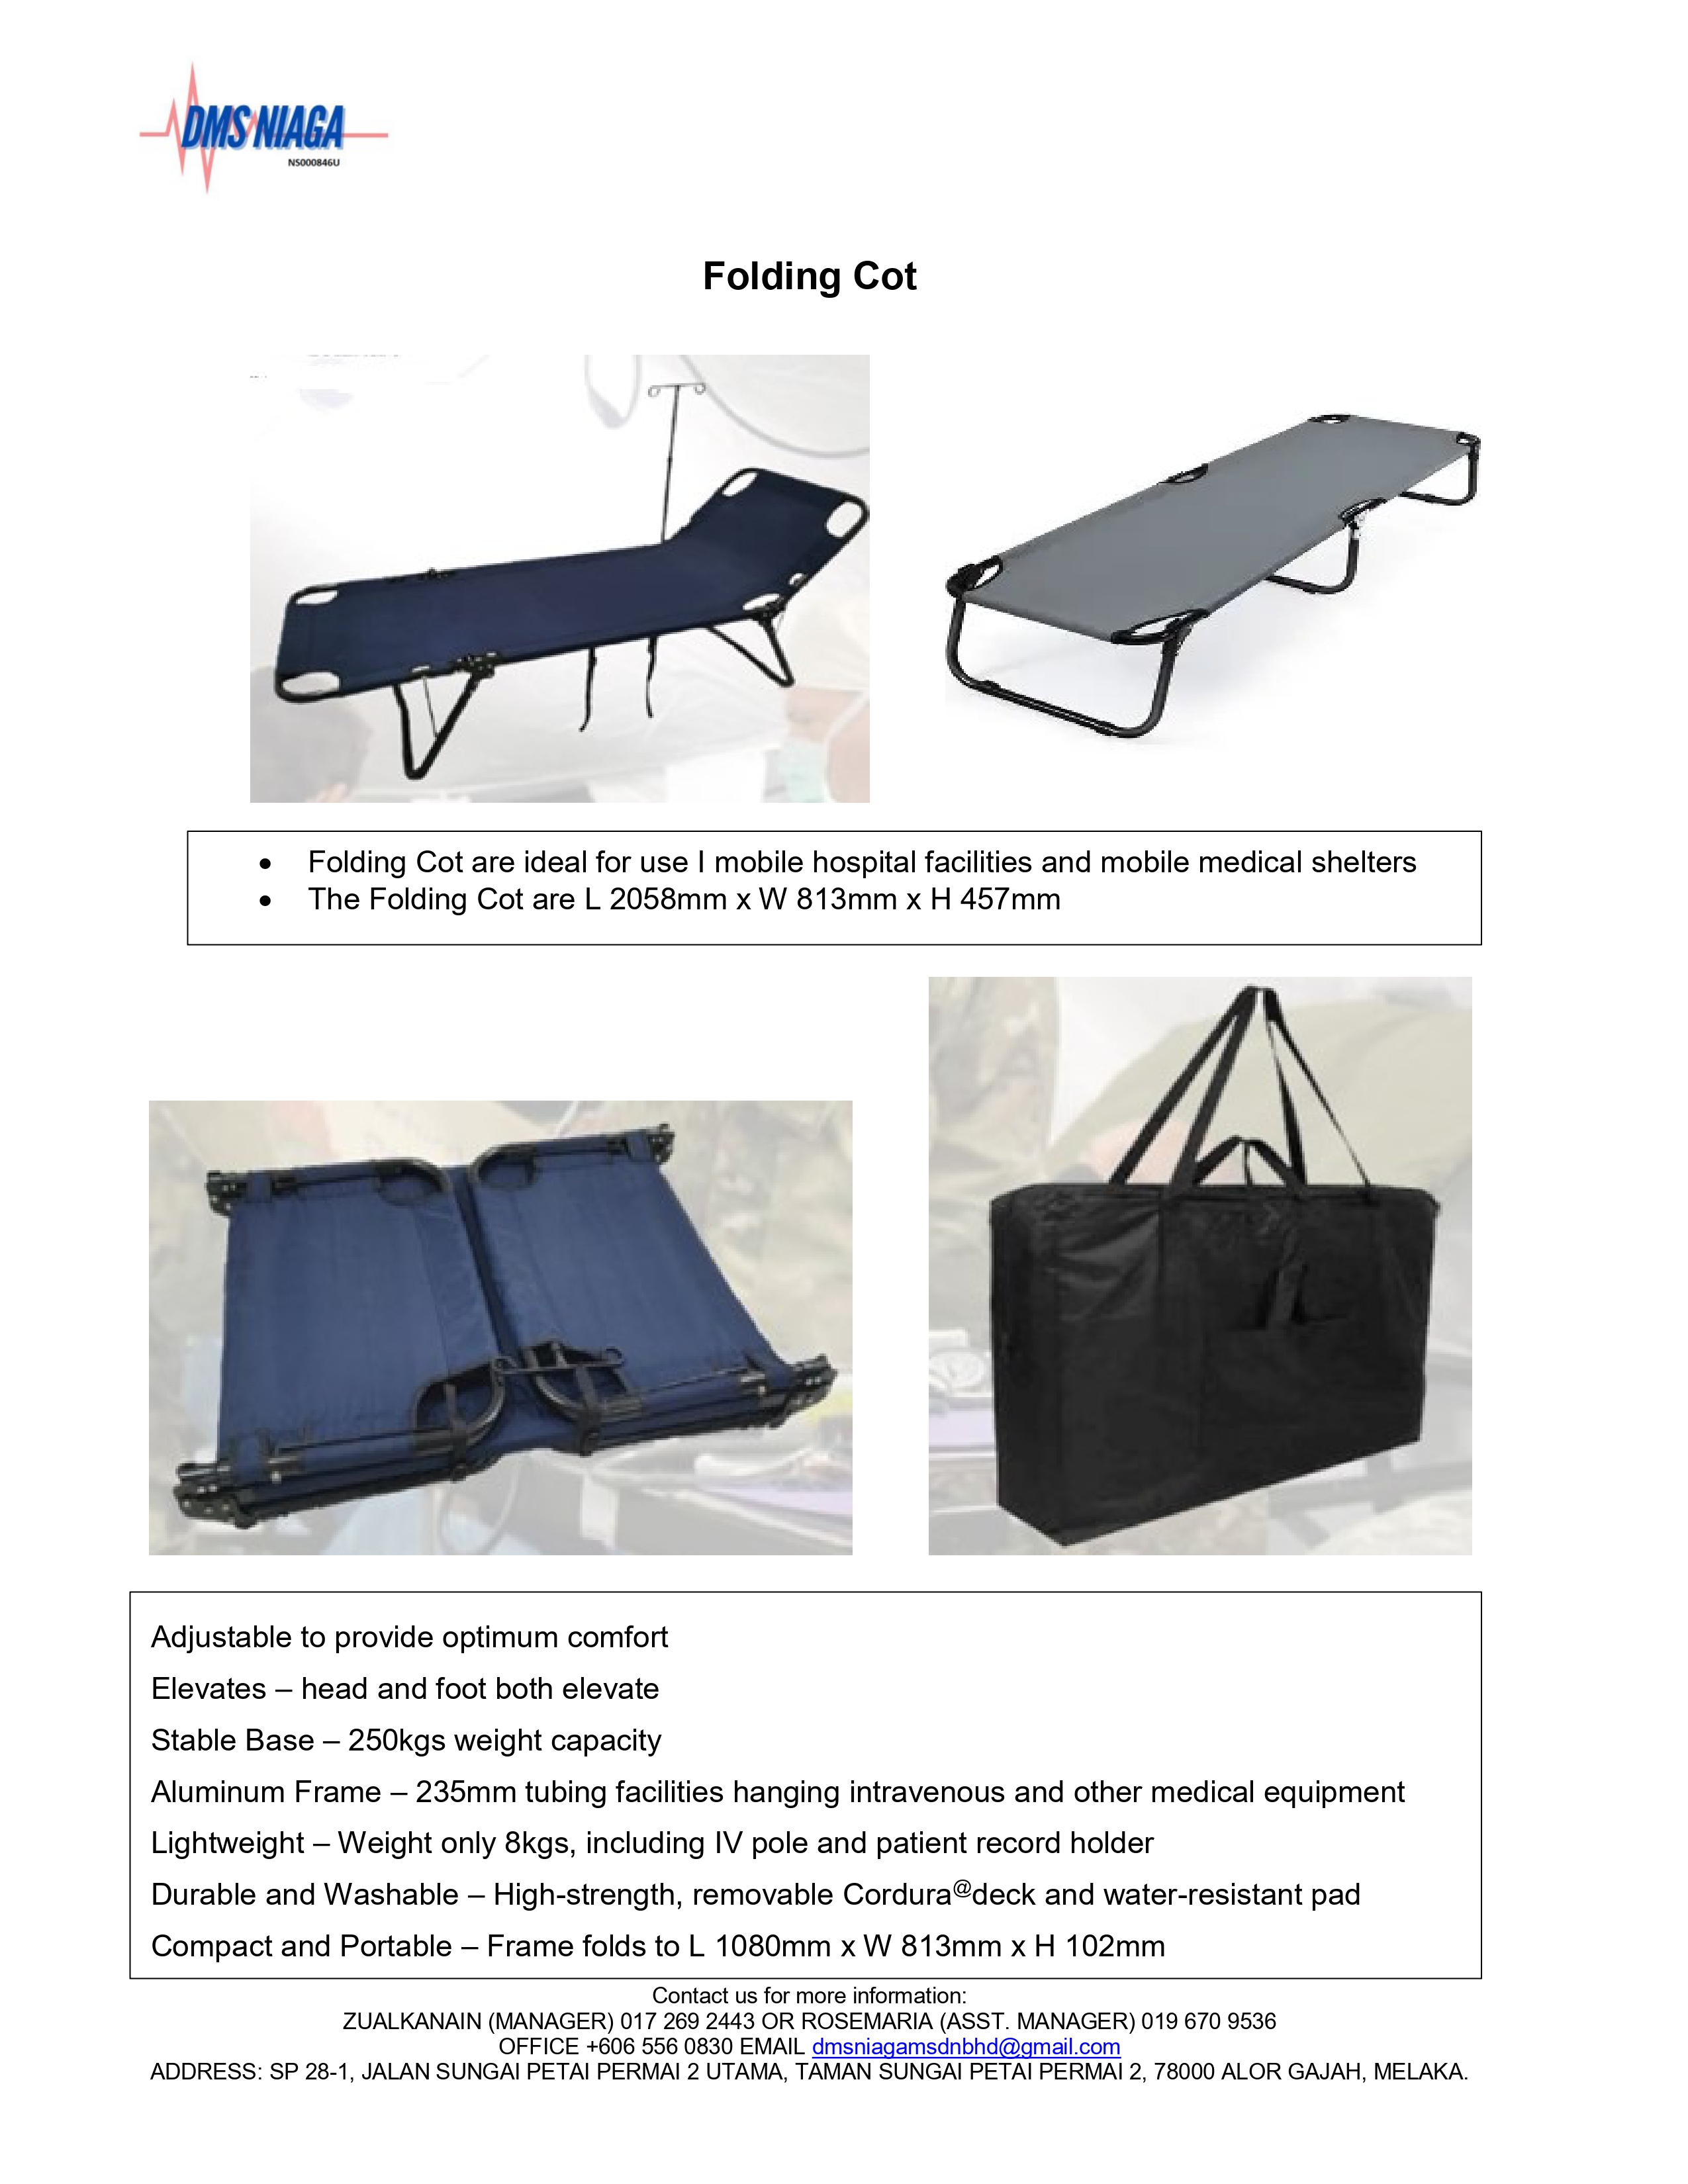 DMS NIAGA
NS000846U
Folding Cot
• Folding Cot are ideal for use I mobile hospital facilities and mobile medical shelters
• The Folding Cot are L 2058mm x W 813mm x H 457mm
Adjustable to provide optimum comfort
Elevates – head and foot both elevate
Stable Base – 250kgs weight capacity
Aluminum Frame – 235mm tubing facilities hanging intravenous and other medical equipment
Lightweight – Weight only 8kgs, including IV pole and patient record holder
Durable and Washable – High-strength, removable Cordura@deck and water-resistant pad
Compact and Portable – Frame folds to L 1080mm x W 813mm x H 102mm
Contact us for more information:
ZUALKANAIN (MANAGER) 017 269 2443 OR ROSEMARIA (ASST. MANAGER) 019 670 9536
OFFICE +606 556 0830 EMAIL dmsniagamsdnbhd@gmail.com
ADDRESS: SP 28-1, JALAN SUNGAI PETAI PERMAI 2 UTAMA, TAMAN SUNGAI PETAI PERMAI 2, 78000 ALOR GAJAH, MELAKA.